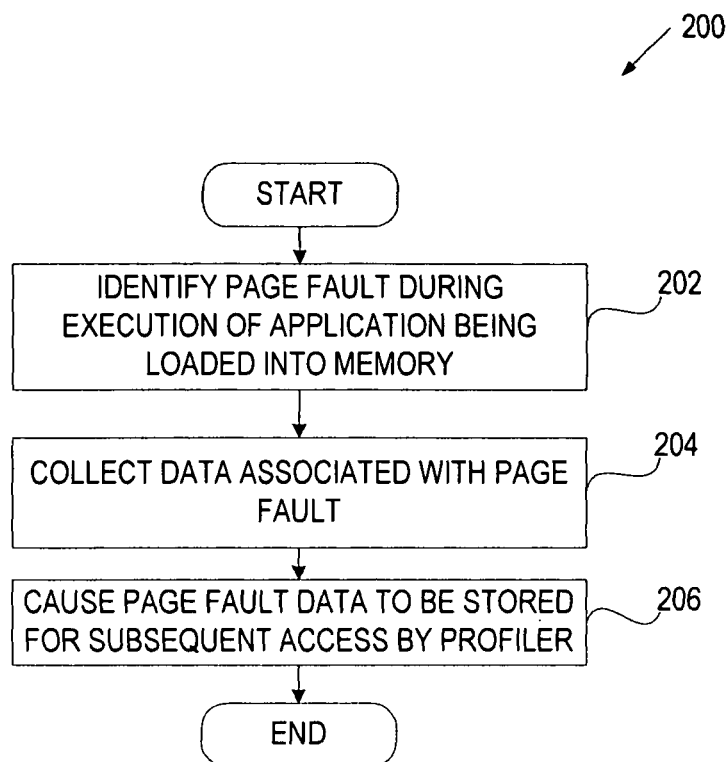 200
START
IDENTIFY PAGE FAULT DURING
EXECUTION OF APPLICATION BEING
LOADED INTO MEMORY
202
COLLECT DATA ASSOCIATED WITH PAGE
FAULT
204
CAUSE PAGE FAULT DATA TO BE STORED
FOR SUBSEQUENT ACCESS BY PROFILER
206
END